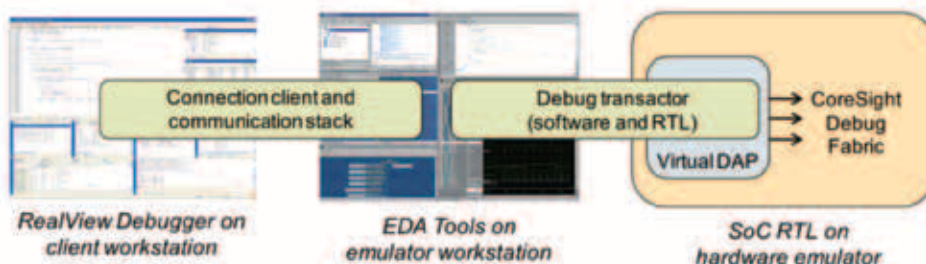 Connection client and
communication stack
Debug transactor
(software and RTL)
Virtual DAP
CoreSight
Debug
Fabric
RealView Debugger on
client workstation
EDA Tools on
emulator workstation
SoC RTL on
hardware emulator